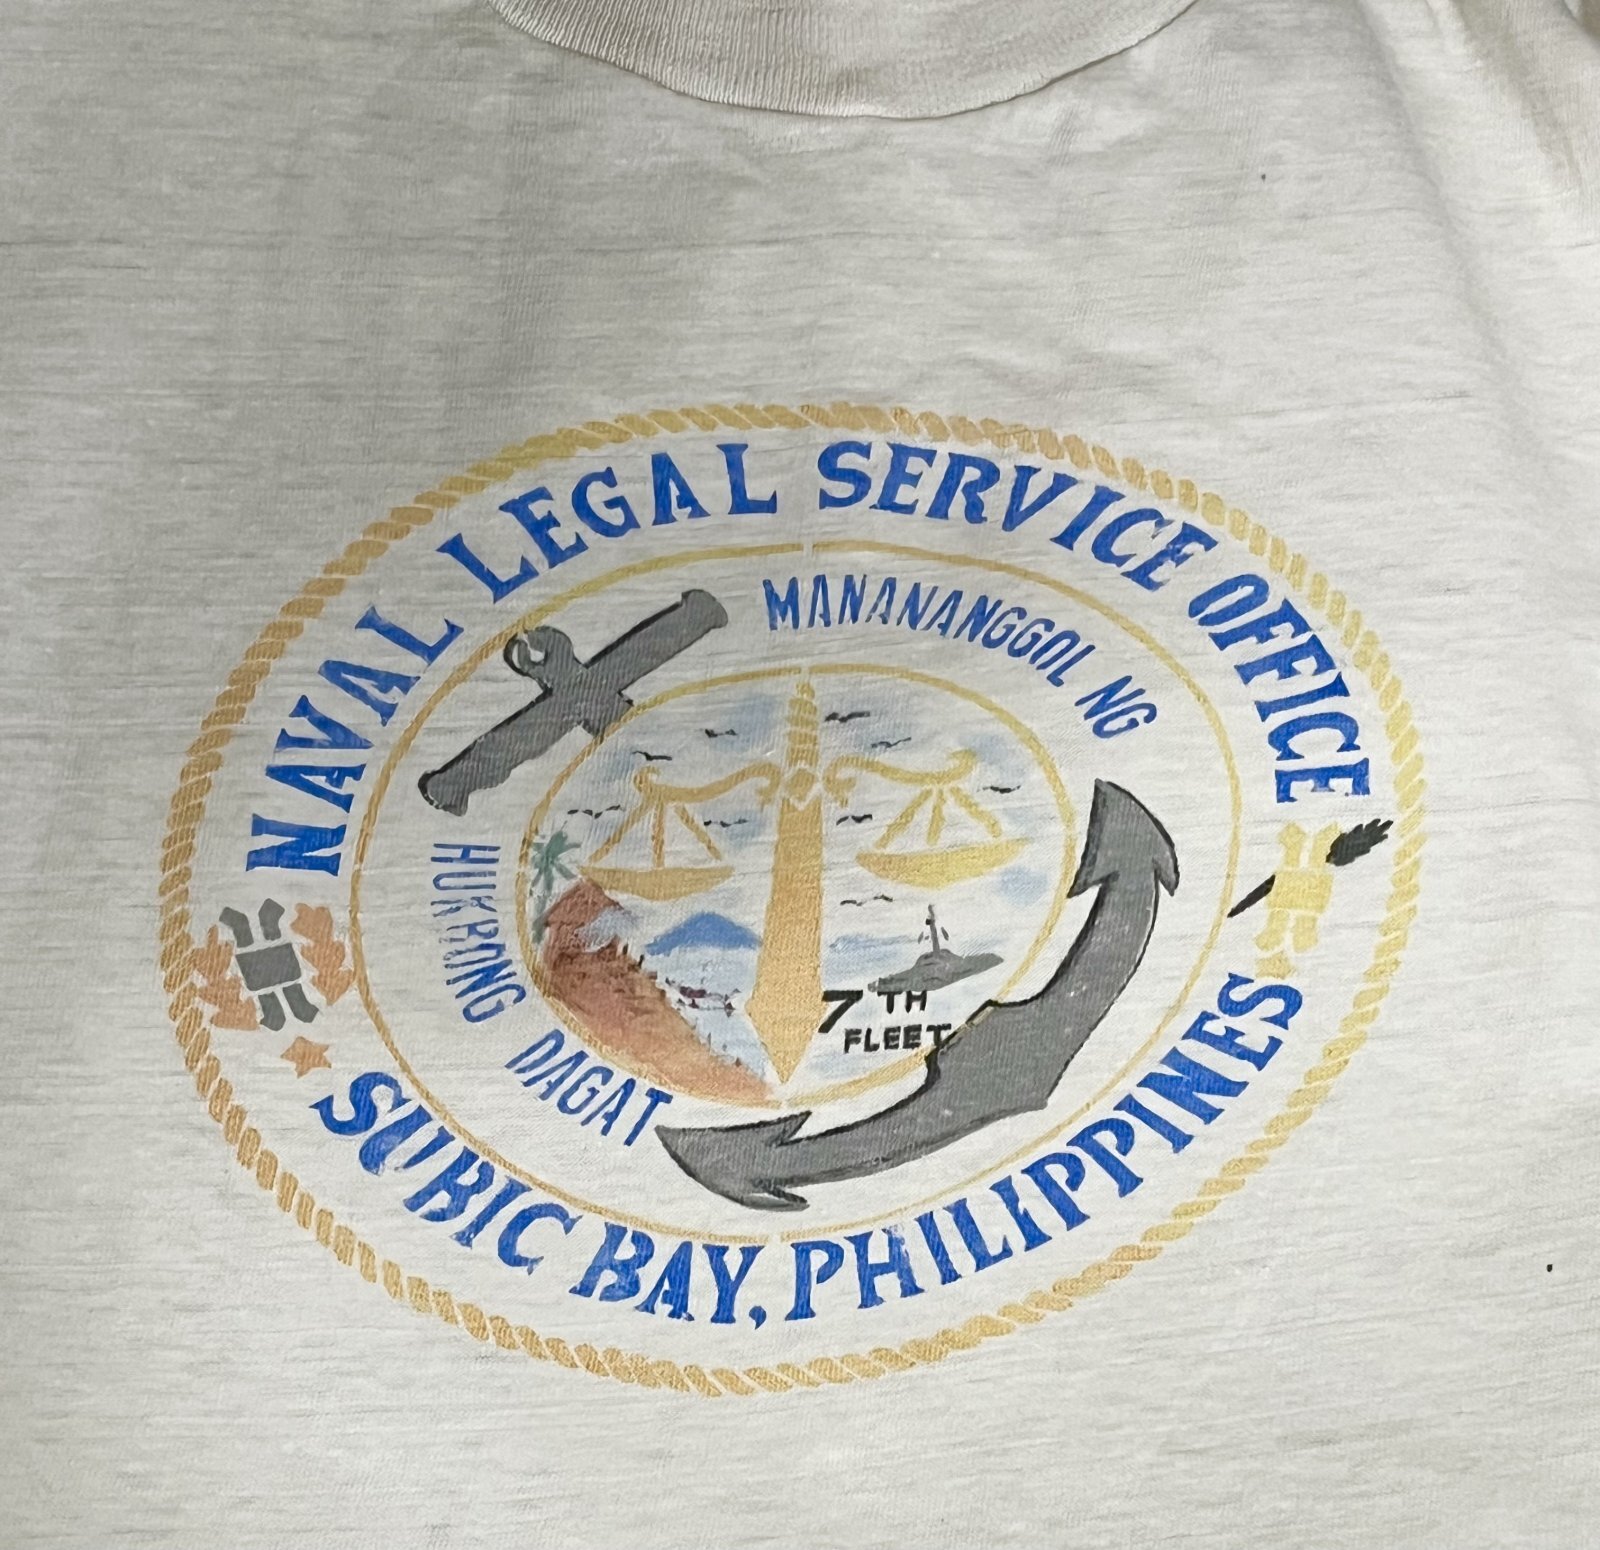 NAVAL LEGAL SERVICE OFFICE
MANANANGGOL NG
HUKBONG DAGAT
7TH
FLEET
SUBIC BAY, PHILIPPINES